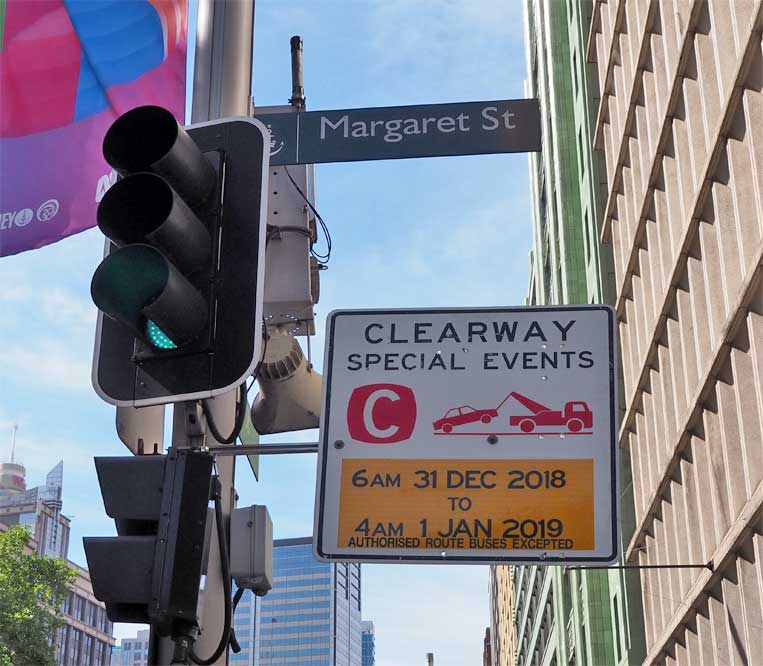 Margaret St
CLEARWAY
SPECIAL EVENTS
C
6AM 31 DEC 2018
TO
4AM 1 JAN 2019
AUTHORISED ROUTE BUSES EXCEPTED